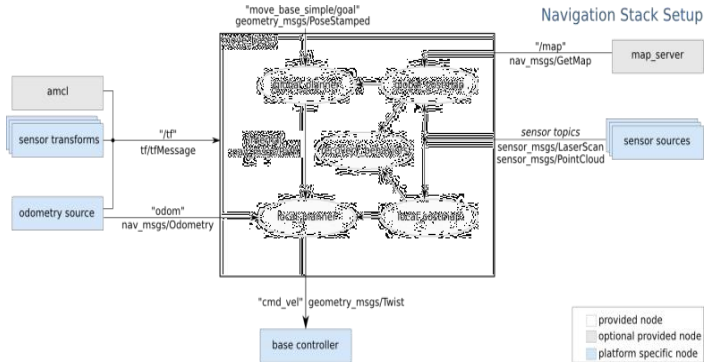 "move_base_simple/goal"
geometry_msgs/PoseStamped
Navigation Stack Setup
"/map"
nav_msgs/GetMap
map_server
amcl
sensor transforms
"/tf"
tf/tfMessage
sensor topics
sensor_msgs/LaserScan
sensor_msgs/PointCloud
sensor sources
odometry source
"odom"
nav_msgs/Odometry
"cmd_vel" geometry_msgs/Twist
base controller
provided node
optional provided node
platform specific node